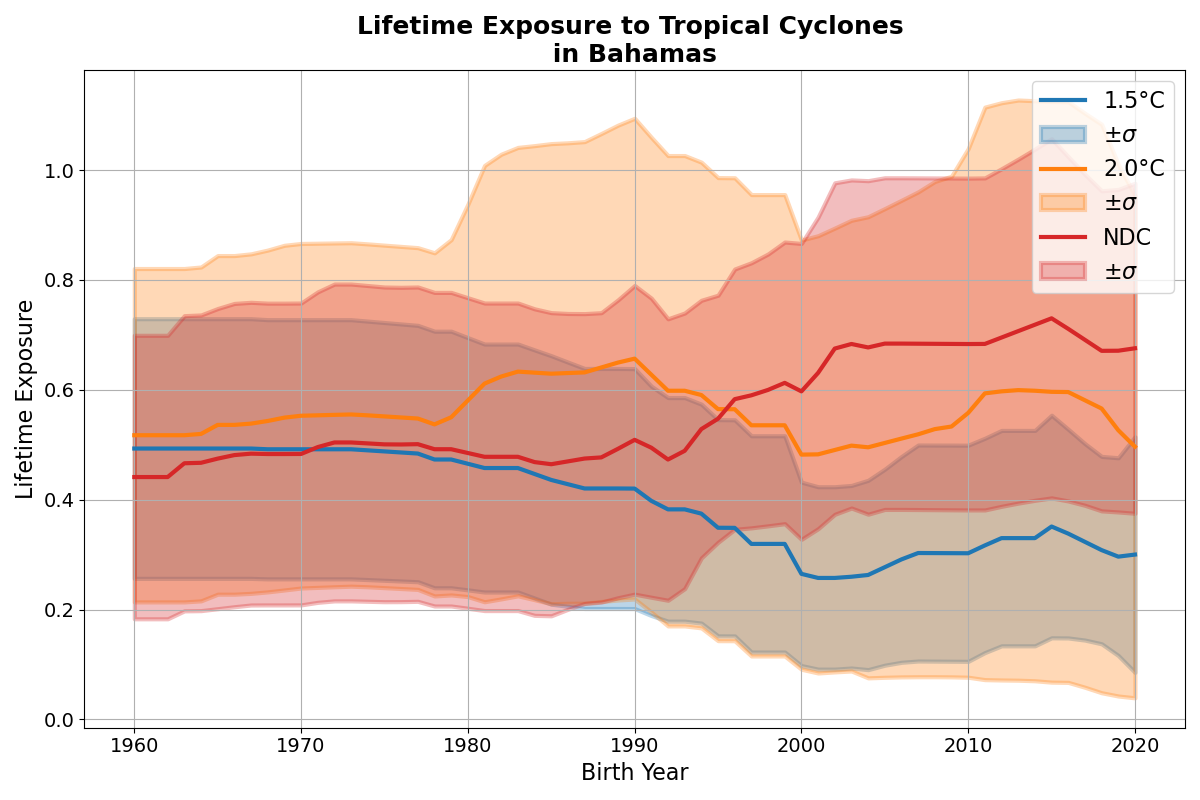 Lifetime Exposure to Tropical Cyclones
in Bahamas
1.5°C
±σ
2.0°C
±σ
NDC
±σ
Lifetime Exposure
1.0
0.8
0.6
0.4
0.2
0.0
1960
1970
1980
1990
2000
2010
2020
Birth Year